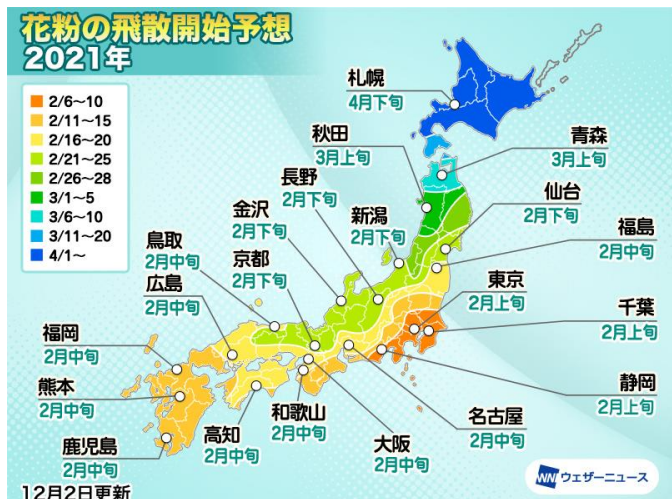 花粉の飛散開始予想
2021年
2/6～10
2/11～15
2/16～20
2/21～25
2/26～28
3/1～5
3/6～10
3/11～20
4/1～
札幌
4月下旬
秋田
3月上旬
青森
3月上旬
長野
2月下旬
仙台
2月下旬
金沢
2月下旬
新潟
2月下旬
福島
2月中旬
鳥取
2月中旬
京都
2月下旬
東京
2月上旬
広島
2月中旬
千葉
2月上旬
福岡
2月中旬
静岡
2月上旬
熊本
2月中旬
和歌山
2月中旬
名古屋
2月中旬
高知
2月中旬
大阪
2月中旬
鹿児島
2月中旬
12月2日更新
WNI ウェザーニュース